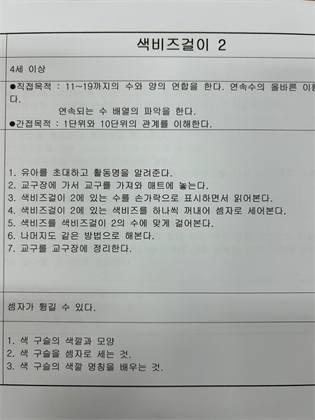 색비즈걸이 2
4세 이상
●직접목적 : 11~19까지의 수와 양의 연합을 한다. 연속수의 올바른 이름
다.
연속되는 수 배열의 파악을 한다.
●간접목적 : 1단위와 10단위의 관계를 이해한다.
1. 유아를 초대하고 활동명을 알려준다.
2. 교구장에 가서 교구를 가져와 매트에 놓는다.
3. 색비즈걸이 2에 있는 수를 손가락으로 표시하면서 읽어본다.
4. 색비즈걸이 2에 있는 색비즈를 하나씩 꺼내어 셈자로 세어본다.
5. 색비즈를 색비즈걸이 2의 수에 맞게 걸어본다.
6. 나머지도 같은 방법으로 해본다.
7. 교구를 교구장에 정리한다.
셈자가 튕길 수 있다.
1. 색 구슬의 색깔과 모양
2. 색 구슬을 셈자로 세는 것.
3. 색 구슬의 색깔 명칭을 배우는 것.